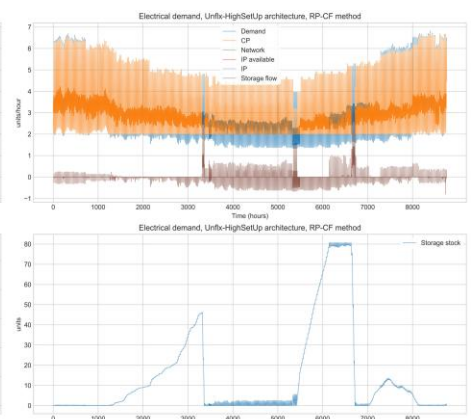 Electrical demand, Unflx-HighSetUp architecture, RP-CF method
7
6
5
4
3
2
1
0
−1
units/hour
Demand
CP
Network
IP available
IP
Storage flow
0 1000 2000 3000 4000 5000 6000 7000 8000
Time (hours)
Electrical demand, Unflx-HighSetUp architecture, RP-CF method
80
70
60
50
40
30
20
10
0
units
Storage stock
0 1000 2000 3000 4000 5000 6000 7000 8000